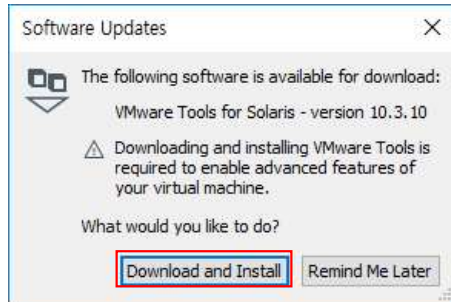 Software Updates
The following software is available for download:
VMware Tools for Solaris - version 10.3.10
Downloading and installing VMware Tools is
required to enable advanced features of
your virtual machine.
What would you like to do?
Download and Install Remind Me Later